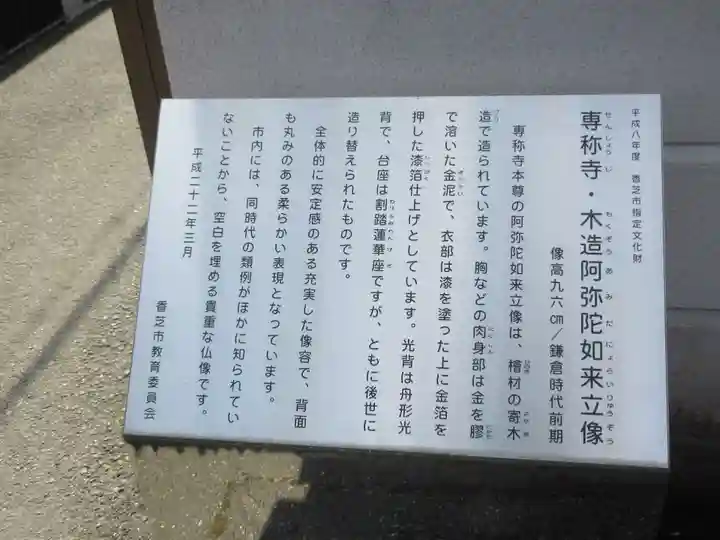 平成八年度 香芝市指定文化財
専称寺・木造阿弥陀如来立像
像高九六㎝/鎌倉時代前期
専称寺本尊の阿弥陀如来立像は、檜材の寄木
造で造られています。胸などの肉身部は金を膠
で溶いた金泥で、衣部は漆を塗った上に金箔を
押した漆箔仕上げとしています。光背は舟形光
背で、台座は割踏蓮華座ですが、ともに後世に
造り替えられたものです。
全体的に安定感のある充実した像容で、背面
も丸みのある柔らかい表現となっています。
市内には、同時代の類例がほかに知られてい
ないことから、空白を埋める貴重な仏像です。
平成二十二年三月
香芝市教育委員会